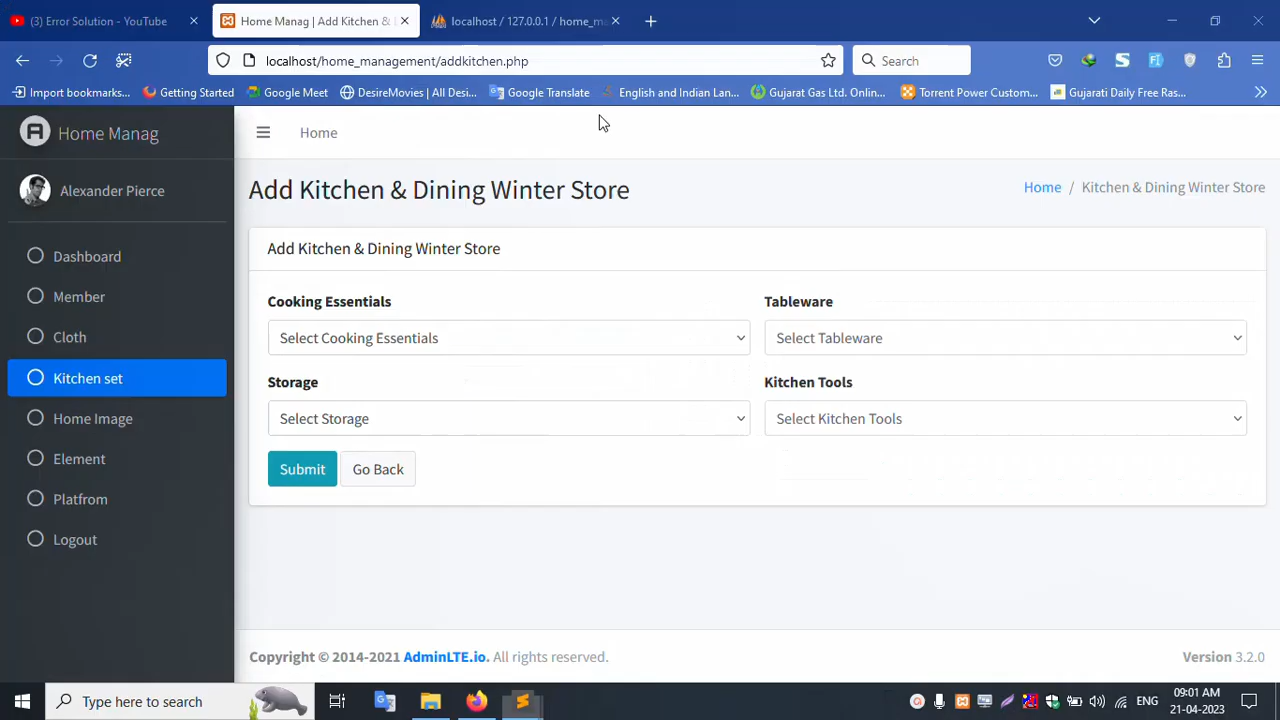 (3) Error Solution - YouTube
Home Manag | Add Kitchen &
localhost / 127.0.0.1 / home_ma
localhost/home_management/addkitchen.php
Search
Import bookmarks...
Getting Started
Google Meet
DesireMovies | All Desi...
Google Translate
English and Indian Lan...
Gujarat Gas Ltd. Onlin...
Torrent Power Custom...
Gujarati Daily Free Ras...
Home Manag
Home
Alexander Pierce
Add Kitchen & Dining Winter Store
Home / Kitchen & Dining Winter Store
Dashboard
Member
Cloth
Kitchen set
Home Image
Element
Platfrom
Logout
Add Kitchen & Dining Winter Store
Cooking Essentials
Select Cooking Essentials
Tableware
Select Tableware
Storage
Select Storage
Kitchen Tools
Select Kitchen Tools
Submit
Go Back
Copyright © 2014-2021 AdminLTE.io. All rights reserved.
Version 3.2.0
Type here to search
ENG
09:01 AM
21-04-2023